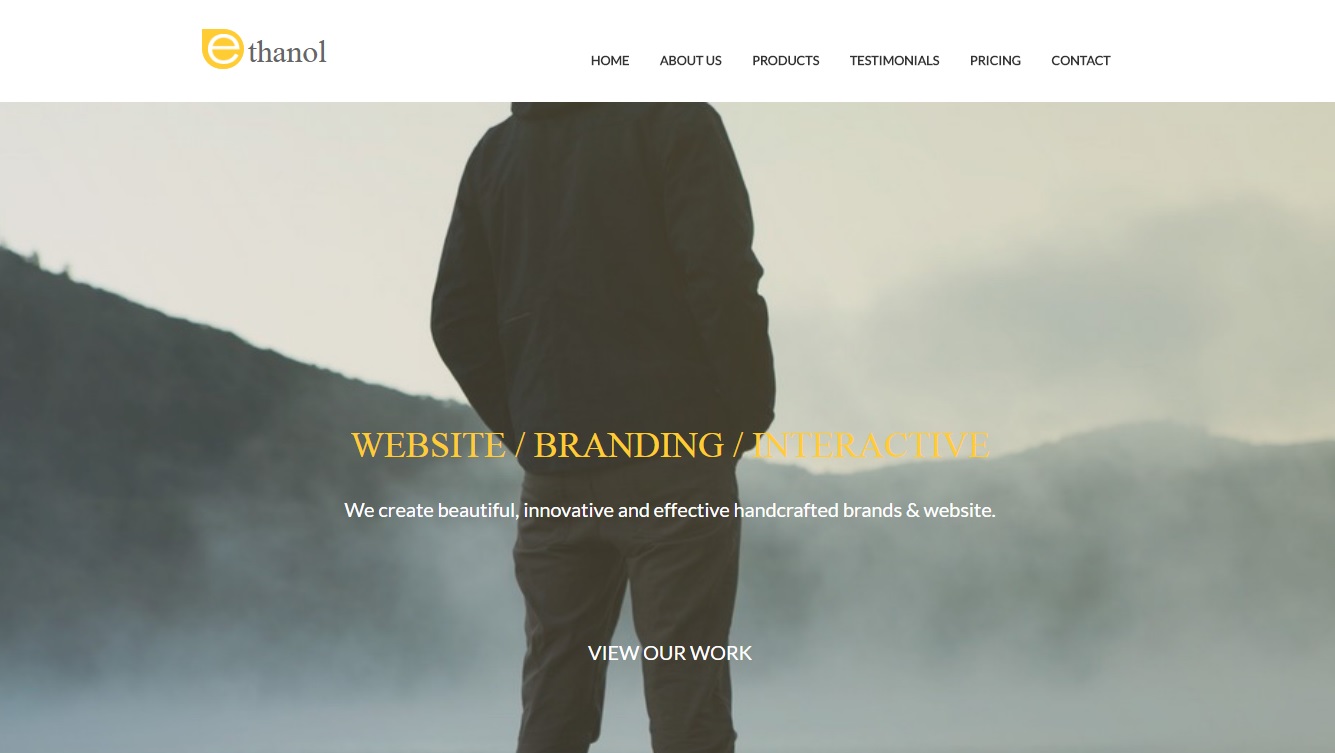 ethanol
HOME ABOUT US PRODUCTS TESTIMONIALS PRICING CONTACT
WEBSITE / BRANDING / INTERACTIVE
We create beautiful, innovative and effective handcrafted brands & website.
VIEW OUR WORK